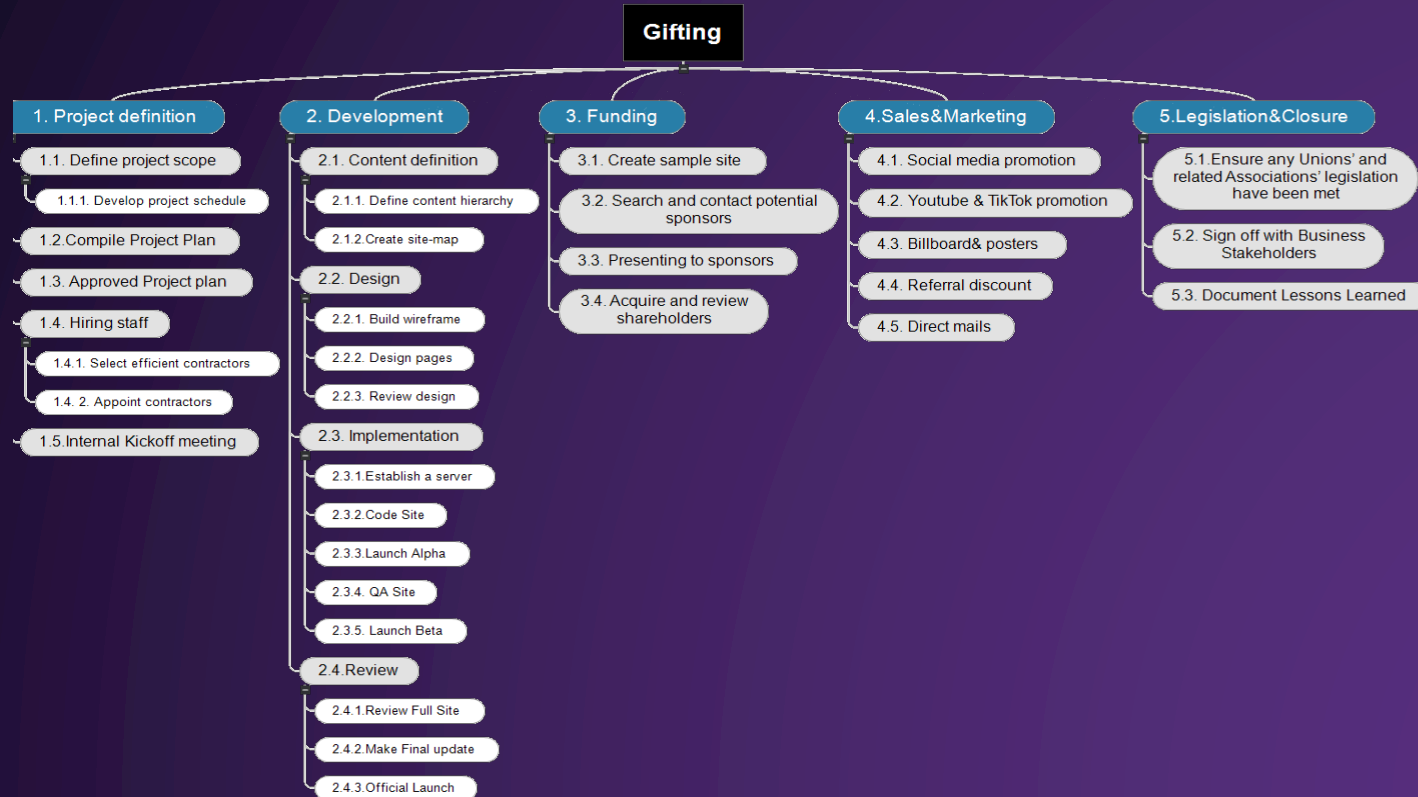 Gifting
1. Project definition
1.1. Define project scope
1.1.1. Develop project schedule
1.2.Compile Project Plan
1.3. Approved Project plan
1.4. Hiring staff
1.4.1. Select efficient contractors
1.4. 2. Appoint contractors
1.5.Internal Kickoff meeting
2. Development
2.1. Content definition
2.1.1. Define content hierarchy
2.1.2.Create site-map
2.2. Design
2.2.1. Build wireframe
2.2.2. Design pages
2.2.3. Review design
2.3. Implementation
2.3.1.Establish a server
2.3.2.Code Site
2.3.3.Launch Alpha
2.3.4. QA Site
2.3.5. Launch Beta
2.4.Review
2.4.1.Review Full Site
2.4.2.Make Final update
2.4.3.Official Launch
3. Funding
3.1. Create sample site
3.2. Search and contact potential
sponsors
3.3. Presenting to sponsors
3.4. Acquire and review
shareholders
4.Sales&Marketing
4.1. Social media promotion
4.2. Youtube & TikTok promotion
4.3. Billboard& posters
4.4. Referral discount
4.5. Direct mails
5.Legislation&Closure
5.1.Ensure any Unions’ and
related Associations’ legislation
have been met
5.2. Sign off with Business
Stakeholders
5.3. Document Lessons Learned